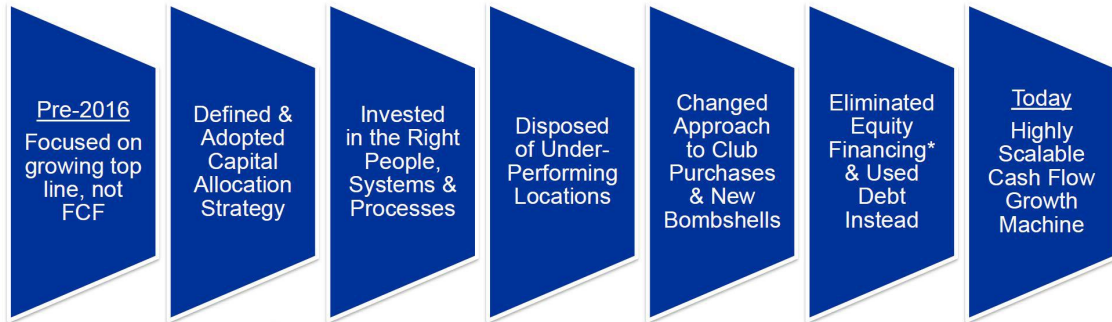 Pre-2016
Focused on
growing top
line, not
FCF
Defined &
Adopted
Capital
Allocation
Strategy
Invested
in the Right
People,
Systems &
Processes
Disposed
of Under-
Performing
Locations
Changed
Approach
to Club
Purchases
& New
Bombshells
Eliminated
Equity
Financing*
& Used
Debt
Instead
Today
Highly
Scalable
Cash Flow
Growth
Machine